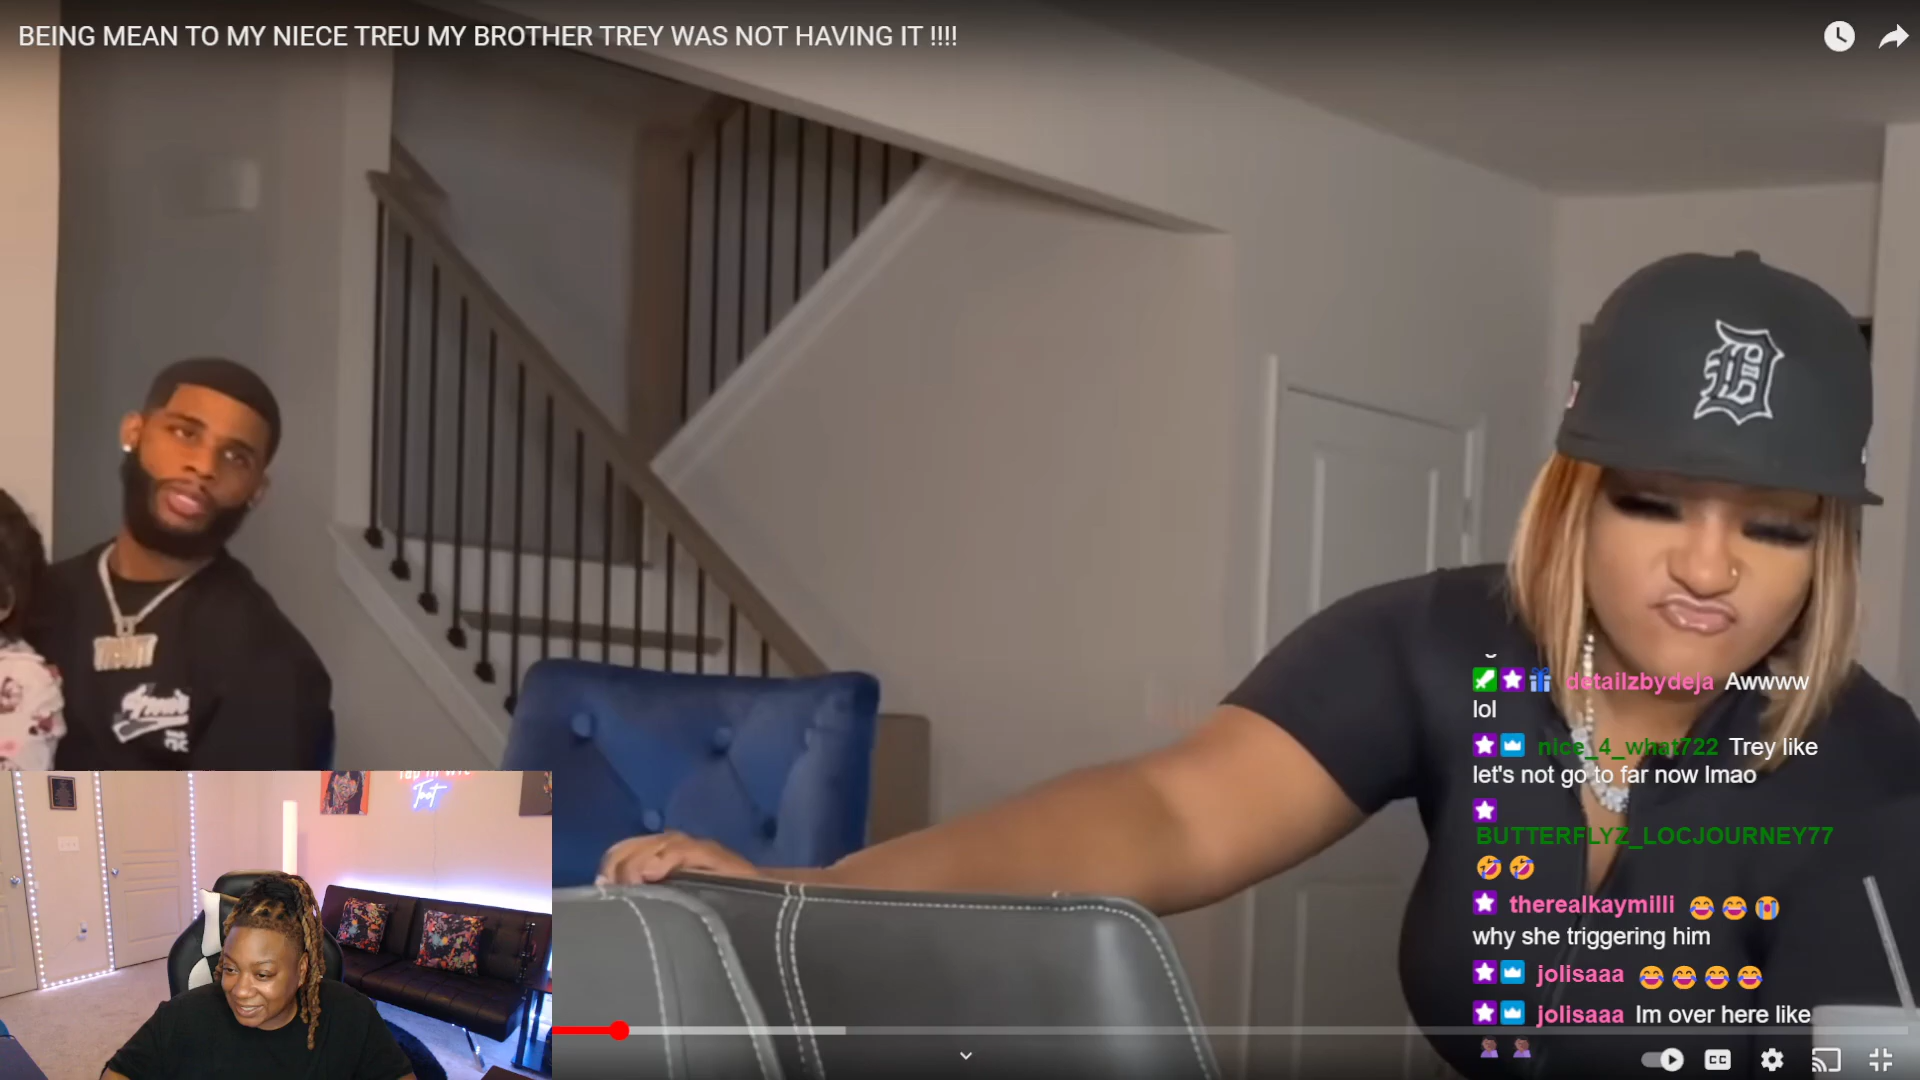 BEING MEAN TO MY NIECE TREU MY BROTHER TREY WAS NOT HAVING IT !!!!
D
detailzbydeja Awwww
lol
nice_4_what722 Trey like
let's not go to far now lmao
BUTTERFLYZ_LOCJOURNEY77
🤣 🤣
therealkaymilli 😂 😂 😭
why she triggering him
jolisaaa 😂 😂 😂 😂
jolisaaa Im over here like
CC